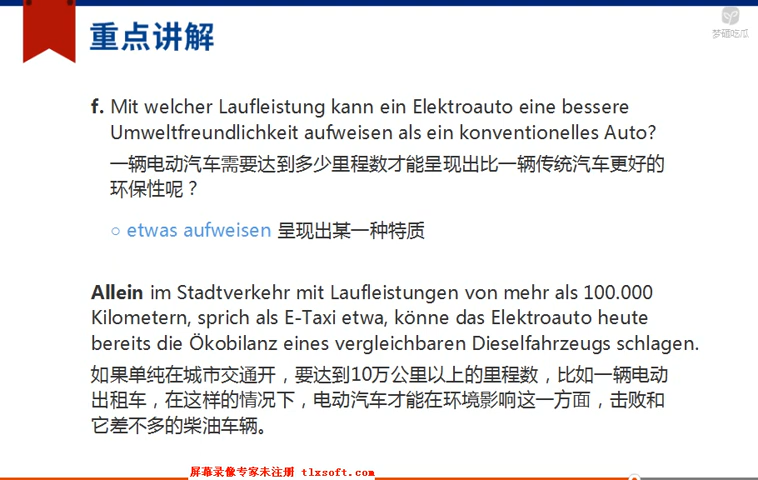 重点讲解
梦硒吃瓜
f. Mit welcher Laufleistung kann ein Elektroauto eine bessere
Umweltfreundlichkeit aufweisen als ein konventionelles Auto?
一辆电动汽车需要达到多少里程数才能呈现出比一辆传统汽车更好的
环保性呢？
○ etwas aufweisen 呈现出某一种特质
Allein im Stadtverkehr mit Laufleistungen von mehr als 100.000
Kilometern, sprich als E-Taxi etwa, könne das Elektroauto heute
bereits die Ökobilanz eines vergleichbaren Dieselfahrzeugs schlagen.
如果单纯在城市交通开，要达到10万公里以上的里程数，比如一辆电动
出租车，在这样的情况下，电动汽车才能在环境影响这一方面，击败和
它差不多的柴油车辆。
屏幕录像专家未注册 tlxsoft.com